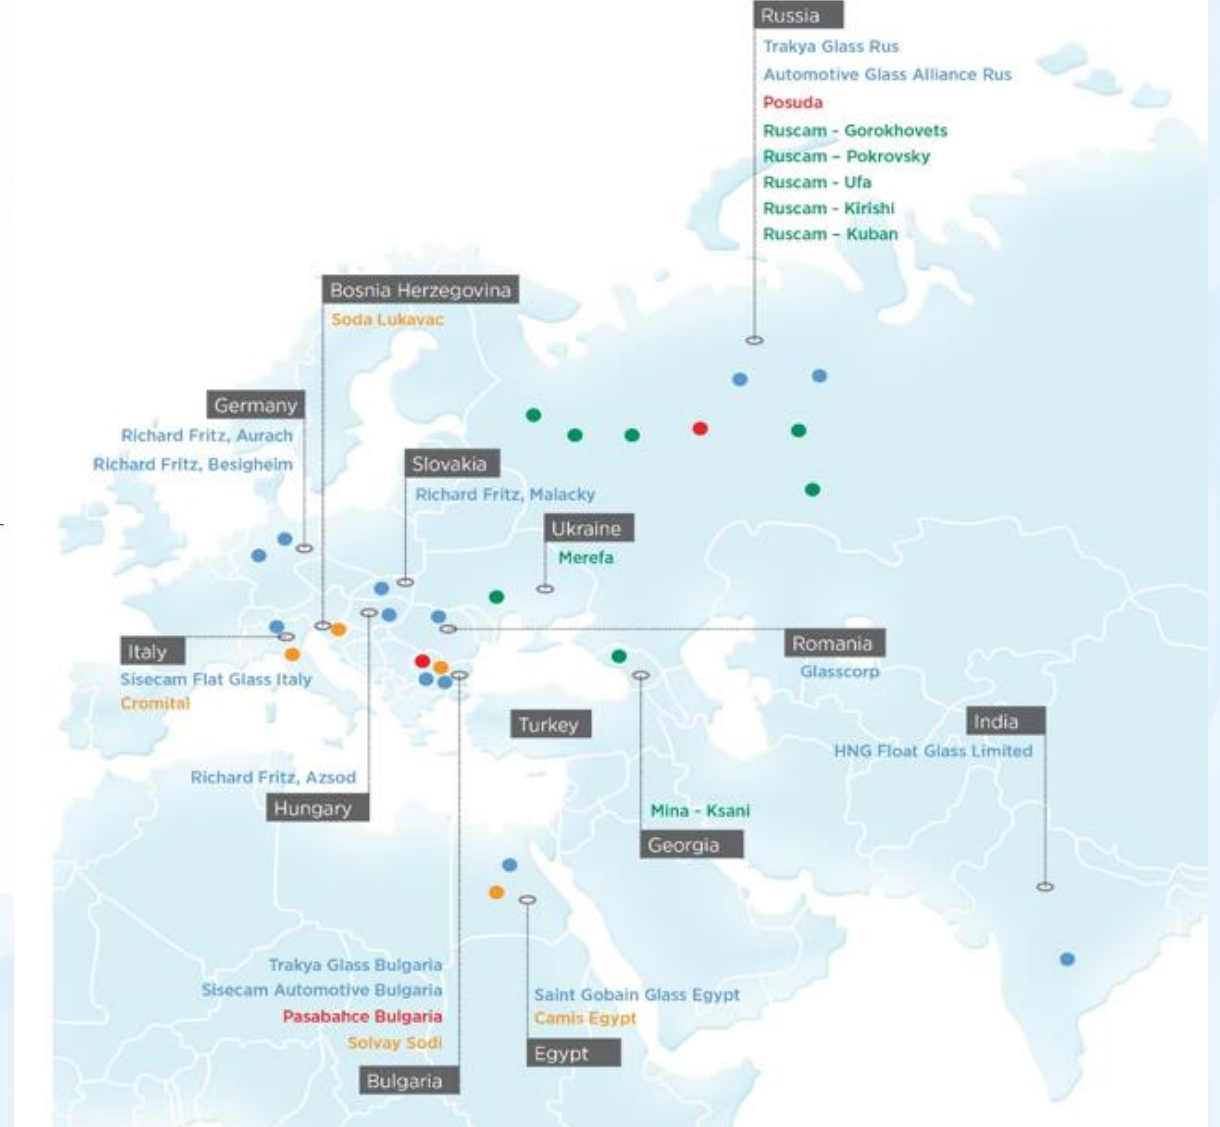 Russia
Trakya Glass Rus
Automotive Glass Alliance Rus
Posuda
Ruscam - Gorokhovets
Ruscam – Pokrovsky
Ruscam - Ufa
Ruscam - Kirishi
Ruscam – Kuban
Bosnia Herzegovina
Soda Lukavac
Germany
Richard Fritz, Aurach
Richard Fritz, Besigheim
Slovakia
Richard Fritz, Malacky
Ukraine
Merefa
Italy
Sisecam Flat Glass Italy
Cromital
Romania
Glasscorp
Turkey
India
HNG Float Glass Limited
Richard Fritz, Azsod
Hungary
Mina - Ksani
Georgia
Trakya Glass Bulgaria
Sisecam Automotive Bulgaria
Pasabahce Bulgaria
Solvay Sodi
Bulgaria
Saint Gobain Glass Egypt
Camis Egypt
Egypt